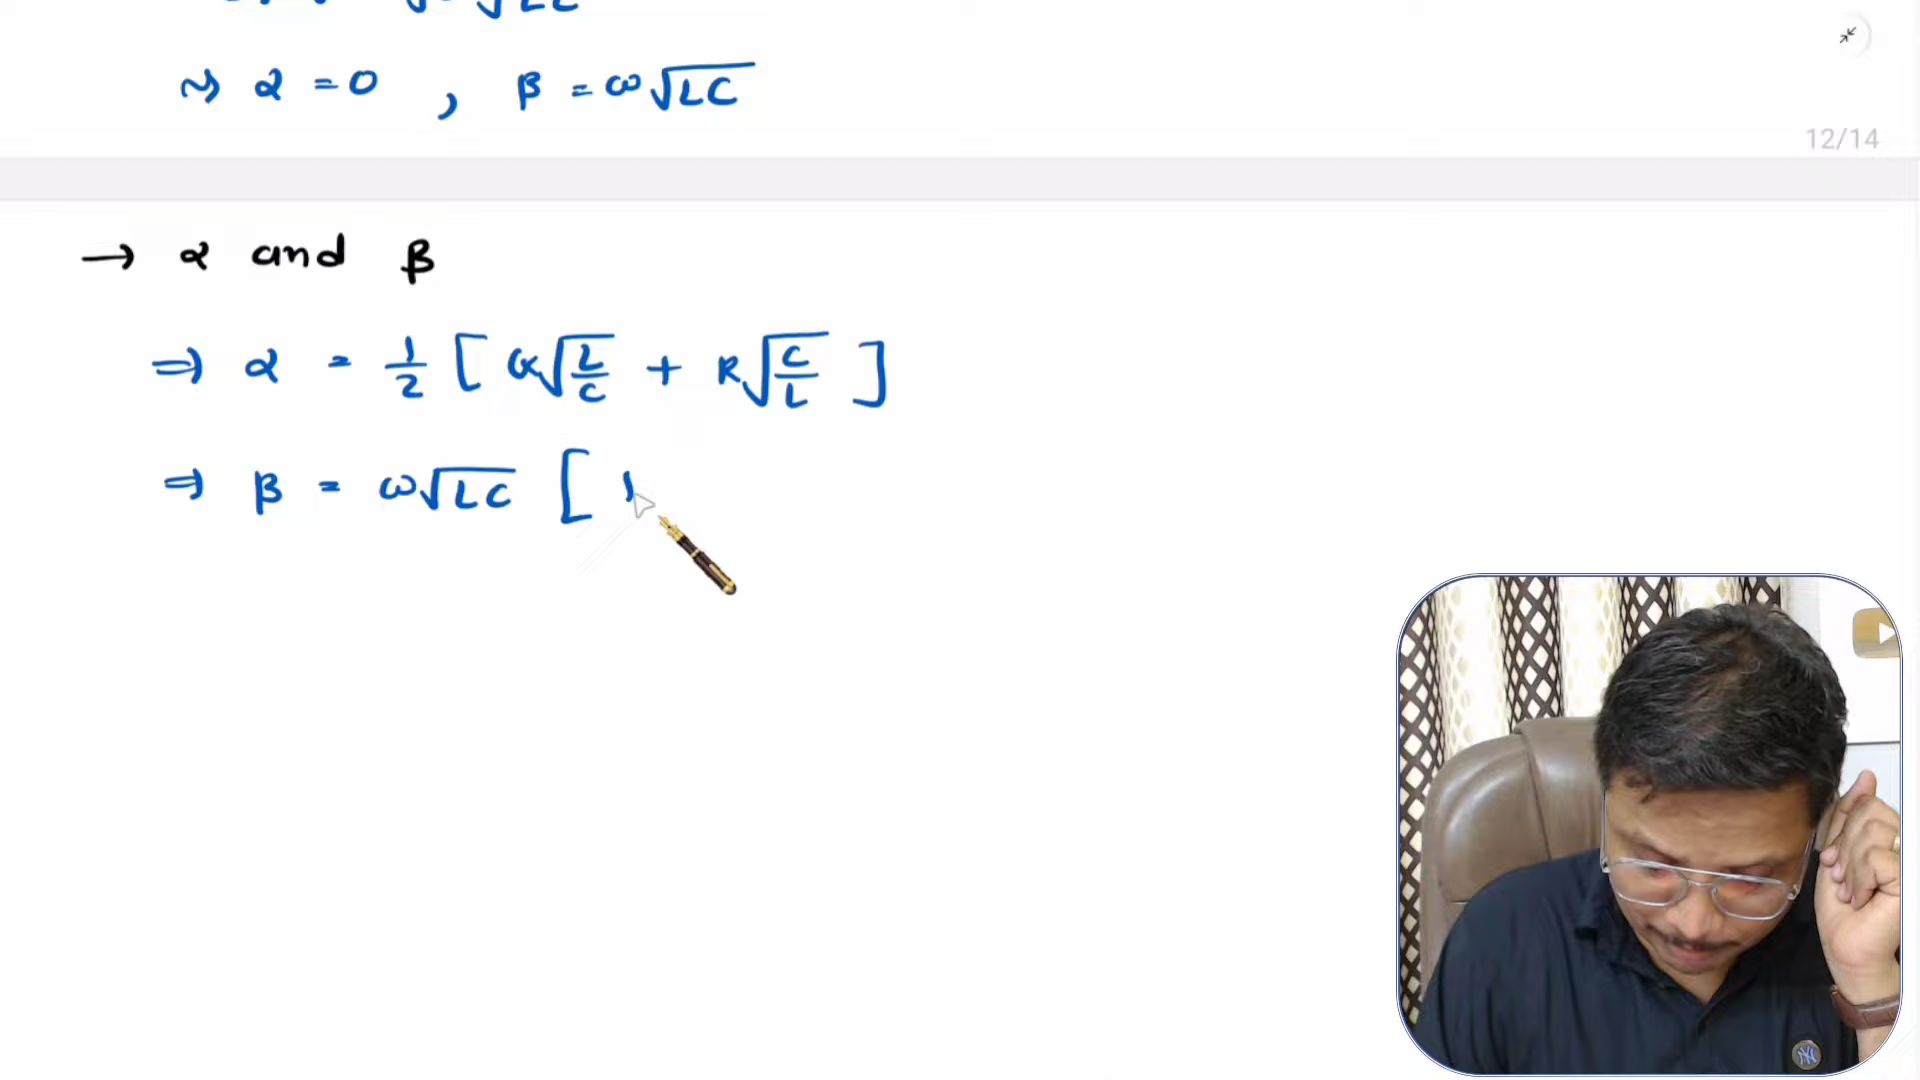 ⇝ α = 0 , β = ω√LC
12/14
→ α and β
⇒ α = 1/2 [ G√(L/C) + R√(C/L) ]
⇒ β = ω√LC [ 1